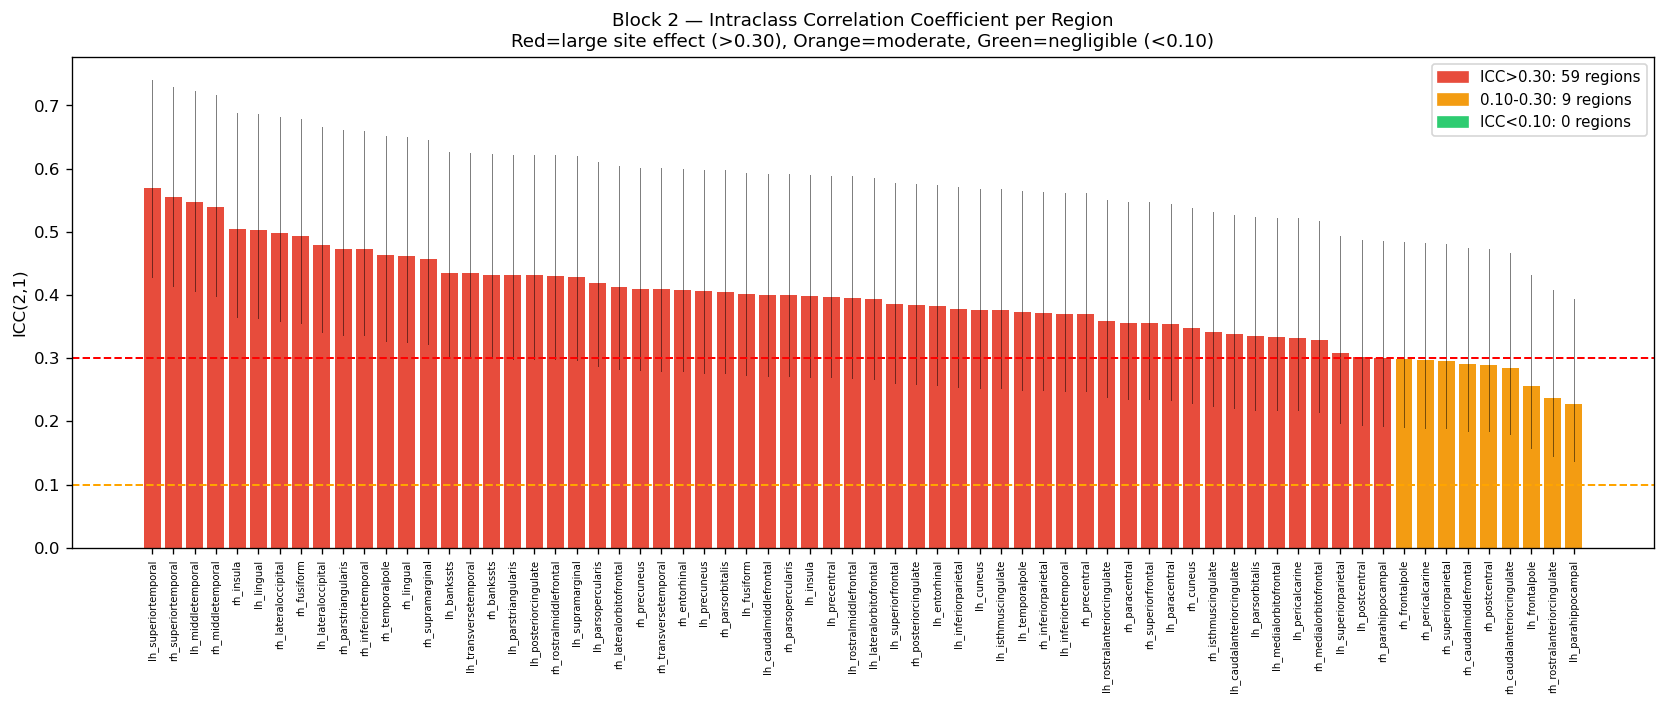 Block 2 — Intraclass Correlation Coefficient per Region
Red=large site effect (>0.30), Orange=moderate, Green=negligible (<0.10)
ICC>0.30: 59 regions
0.10-0.30: 9 regions
ICC<0.10: 0 regions
ICC(2,1)
0.7
0.6
0.5
0.4
0.3
0.2
0.1
0.0
lh_superiortemporal
rh_superiortemporal
lh_middletemporal
rh_middletemporal
rh_insula
lh_lingual
rh_lateraloccipital
rh_fusiform
lh_lateraloccipital
rh_parstriangularis
rh_inferiortemporal
rh_temporalpole
rh_lingual
rh_supramarginal
lh_bankssts
lh_transversetemporal
rh_bankssts
lh_parstriangularis
lh_posteriorcingulate
rh_rostralmiddlefrontal
lh_supramarginal
lh_parsopercularis
rh_lateralorbitofrontal
rh_precuneus
rh_transversetemporal
rh_entorhinal
lh_precuneus
rh_parsorbitalis
lh_fusiform
lh_caudalmiddlefrontal
rh_parsopercularis
lh_insula
lh_precentral
lh_rostralmiddlefrontal
lh_lateralorbitofrontal
lh_superiorfrontal
rh_posteriorcingulate
lh_entorhinal
lh_inferiorparietal
lh_cuneus
lh_isthmuscingulate
lh_temporalpole
rh_inferiorparietal
lh_inferiortemporal
rh_precentral
lh_rostralanteriorcingulate
rh_paracentral
rh_superiorfrontal
lh_paracentral
rh_cuneus
rh_isthmuscingulate
lh_caudalanteriorcingulate
lh_parsorbitalis
lh_medialorbitofrontal
lh_pericalcarine
rh_medialorbitofrontal
lh_superiorparietal
lh_postcentral
rh_parahippocampal
rh_frontalpole
rh_pericalcarine
rh_superiorparietal
rh_caudalmiddlefrontal
rh_postcentral
rh_caudalanteriorcingulate
lh_frontalpole
rh_rostralanteriorcingulate
lh_parahippocampal